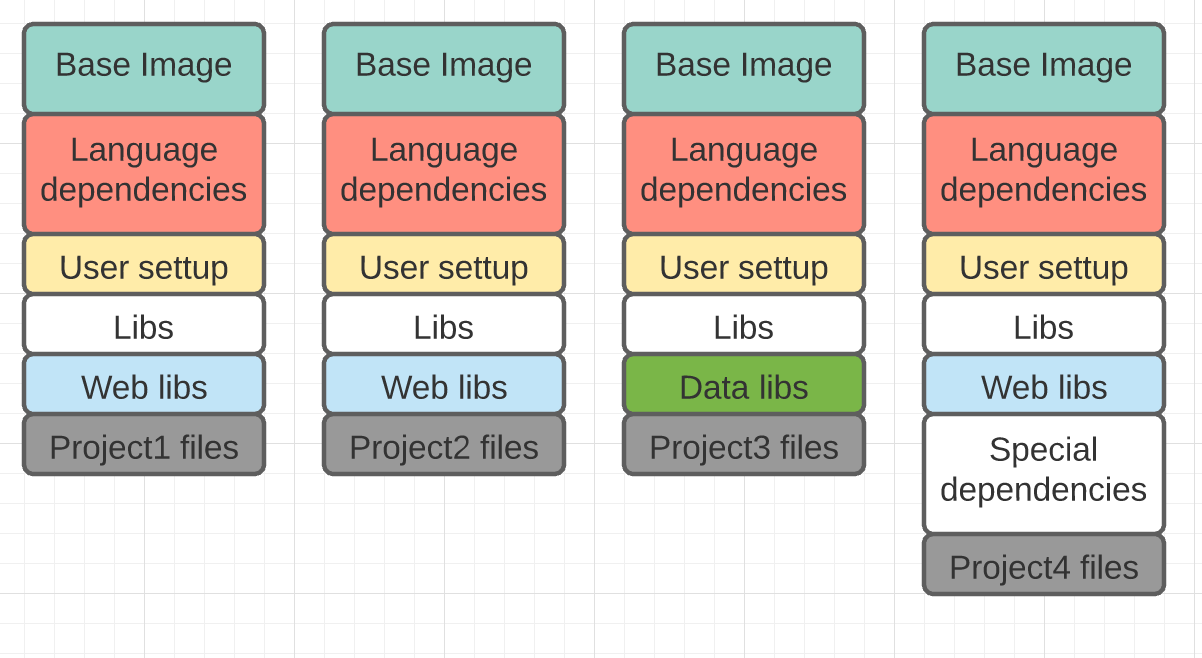 Base Image
Language
dependencies
User settup
Libs
Web libs
Project1 files
Base Image
Language
dependencies
User settup
Libs
Web libs
Project2 files
Base Image
Language
dependencies
User settup
Libs
Data libs
Project3 files
Base Image
Language
dependencies
User settup
Libs
Web libs
Special
dependencies
Project4 files